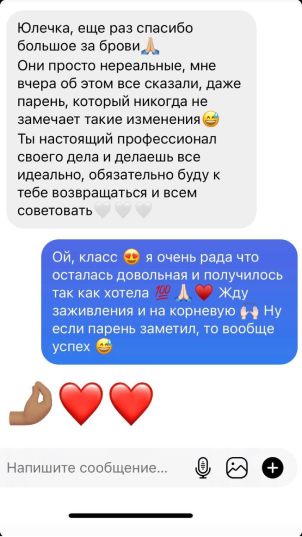 Юлечка, еще раз спасибо
большое за брови🙏🏼
Они просто нереальные, мне
вчера об этом все сказали, даже
парень, который никогда не
замечает такие изменения😅
Ты настоящий профессионал
своего дела и делаешь все
идеально, обязательно буду к
тебе возвращаться и всем
советовать🤍🤍🤍
Ой, класс 😍 я очень рада что
осталась довольная и получилось
так как хотела 💯🙏🏻❤️ Жду
заживления и на корневую 🙌🏻 Ну
если парень заметил, то вообще
успех 😅
🤌🏽❤️❤️
Напишите сообщение...